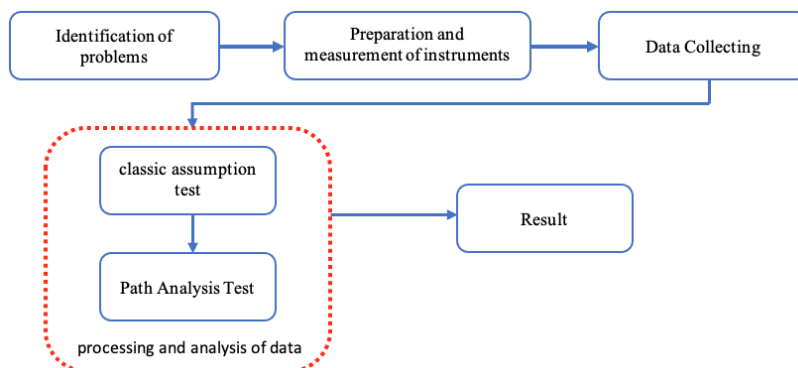 Identification of
problems
Preparation and
measurement of instruments
Data Collecting
classic assumption
test
Path Analysis Test
processing and analysis of data
Result